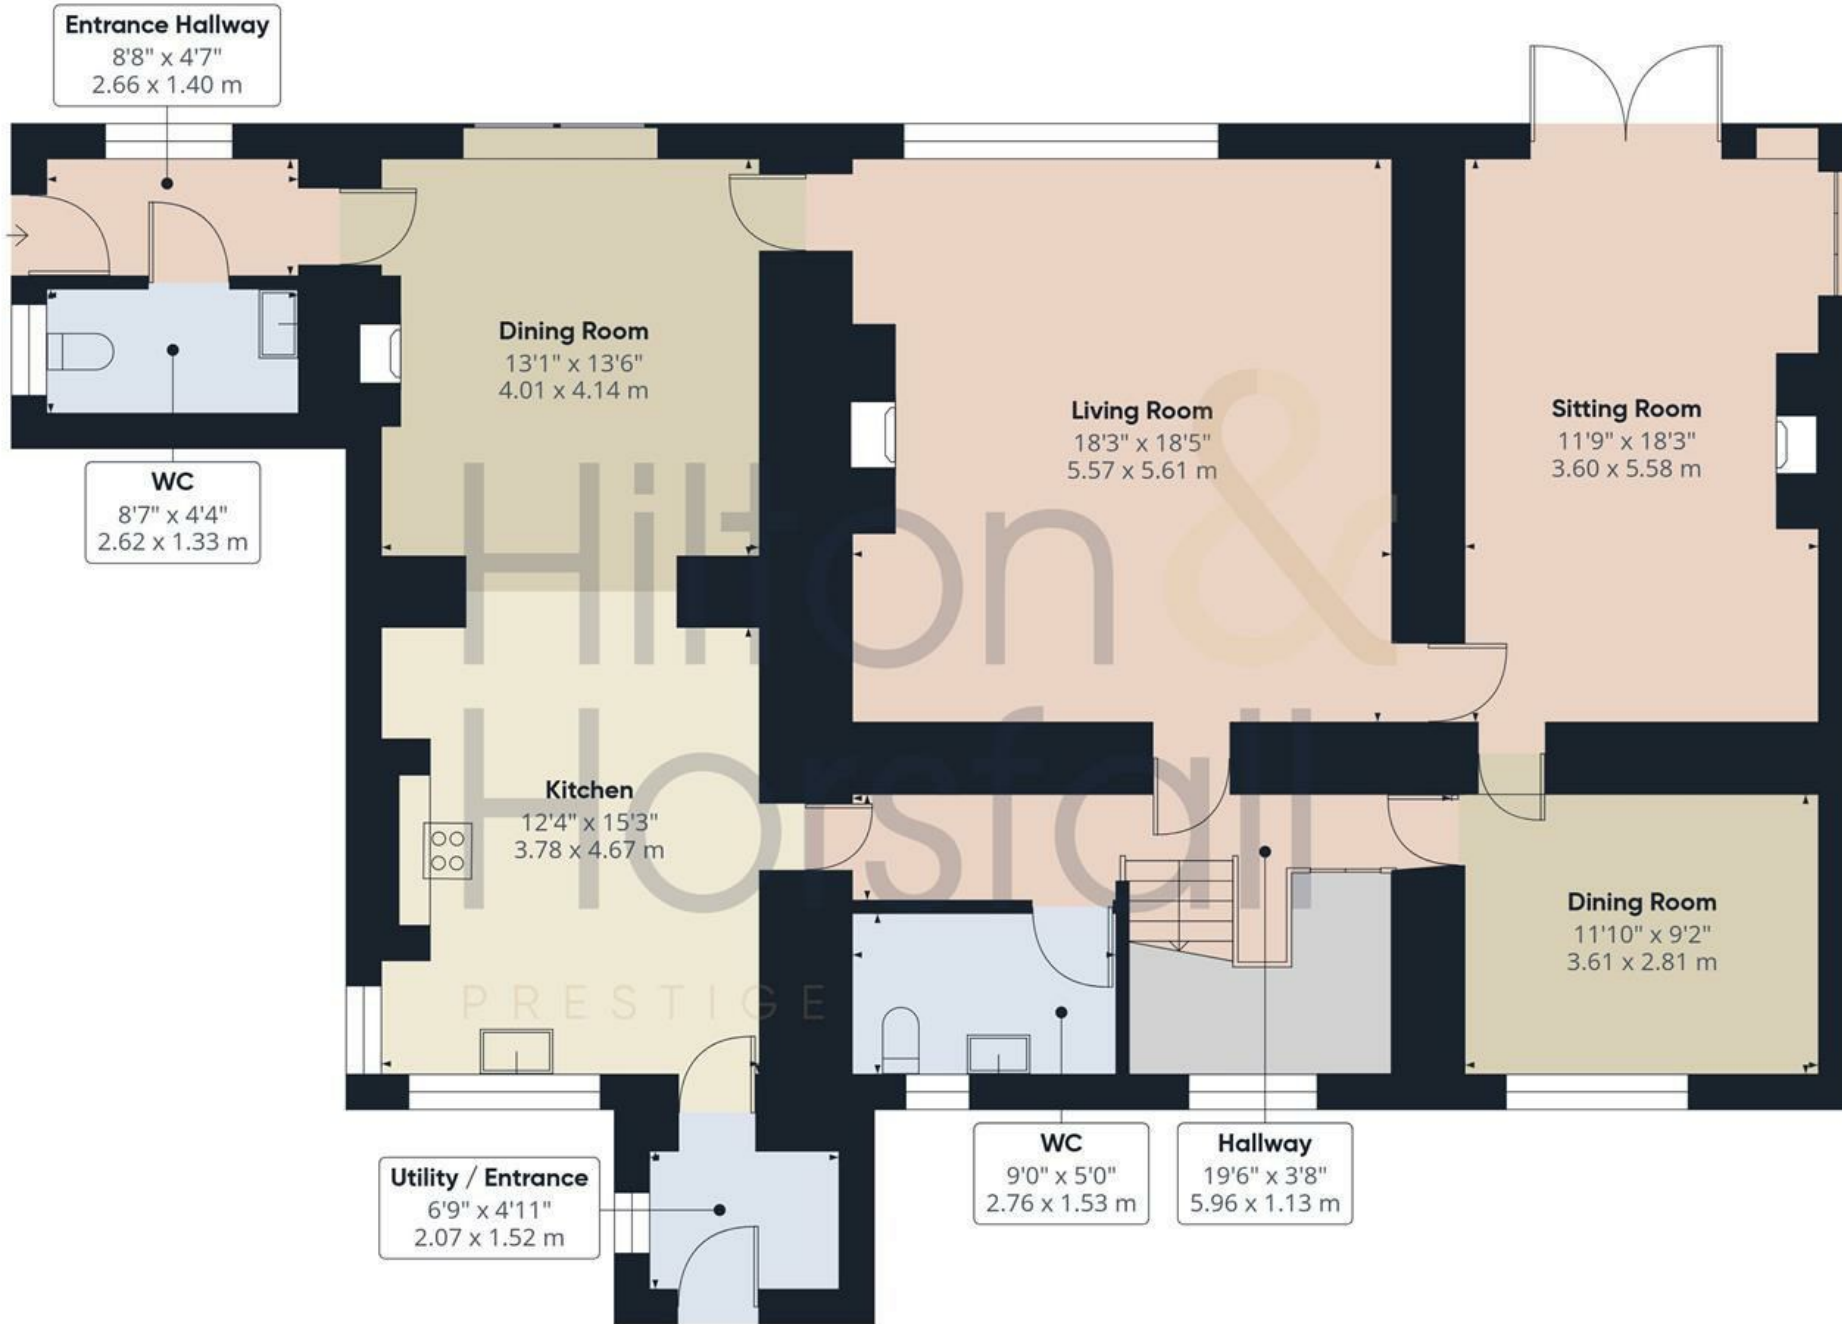 Entrance Hallway
8'8" x 4'7"
2.66 x 1.40 m
Dining Room
13'1" x 13'6"
4.01 x 4.14 m
Living Room
18'3" x 18'5"
5.57 x 5.61 m
Sitting Room
11'9" x 18'3"
3.60 x 5.58 m
WC
8'7" x 4'4"
2.62 x 1.33 m
Hilton &
Horsfall
PRESTIGE
Kitchen
12'4" x 15'3"
3.78 x 4.67 m
Dining Room
11'10" x 9'2"
3.61 x 2.81 m
Utility / Entrance
6'9" x 4'11"
2.07 x 1.52 m
WC
9'0" x 5'0"
2.76 x 1.53 m
Hallway
19'6" x 3'8"
5.96 x 1.13 m